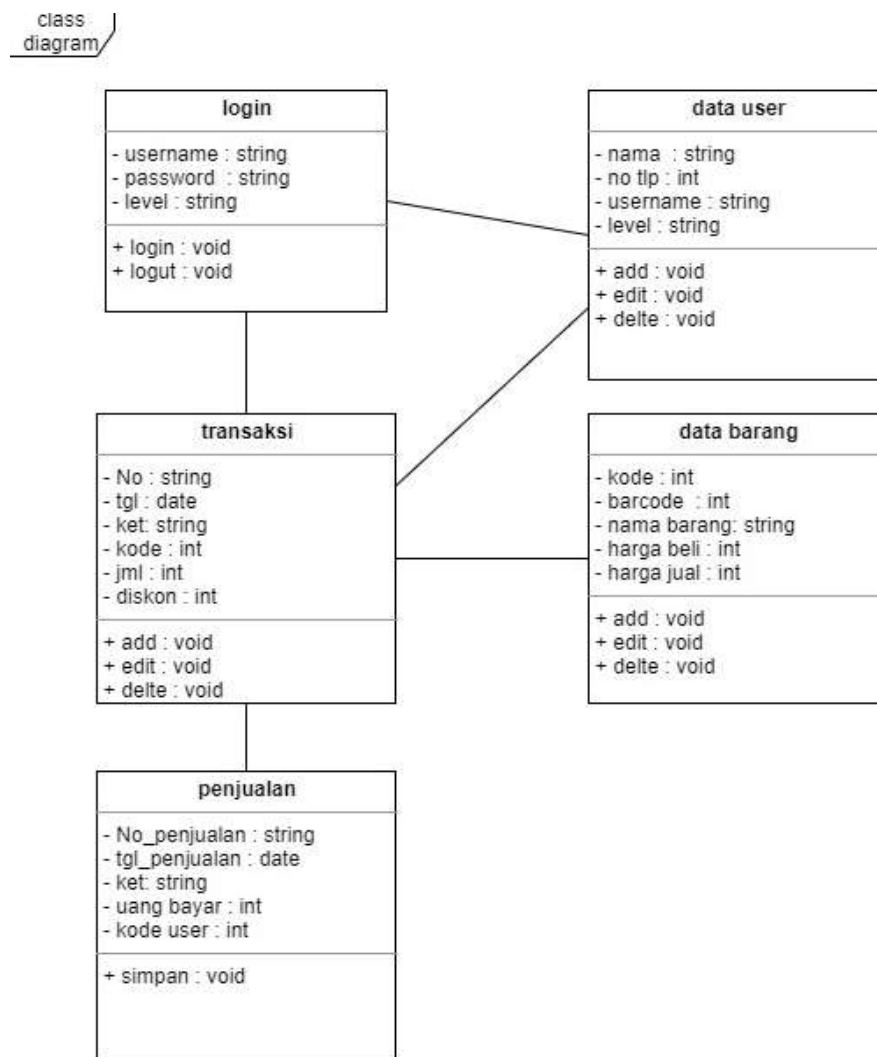 class
diagram
login
- username : string
- password : string
- level : string
+ login : void
+ logut : void
data user
- nama : string
- no tlp : int
- username : string
- level : string
+ add : void
+ edit : void
+ delte : void
transaksi
- No : string
- tgl : date
- ket: string
- kode : int
- jml : int
- diskon : int
+ add : void
+ edit : void
+ delte : void
data barang
- kode : int
- barcode : int
- nama barang: string
- harga beli : int
- harga jual : int
+ add : void
+ edit : void
+ delte : void
penjualan
- No_penjualan : string
- tgl_penjualan : date
- ket: string
- uang bayar : int
- kode user : int
+ simpan : void